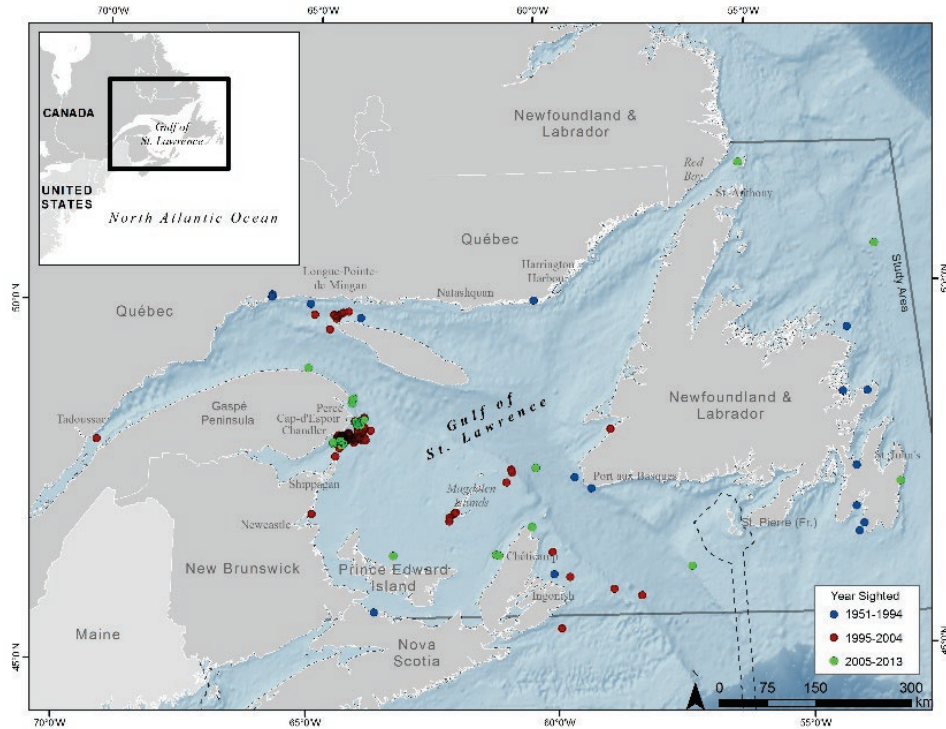 70°0'W
65°0'W
60°0'W
55°0'W
CANADA
Gulf of
St. Lawrence
UNITED
STATES
North Atlantic Ocean
Newfoundland &
Labrador
Red
Bay
St. Anthony
Québec
Harrington
Harbour
Longue-Pointe-
de Mingan
Natashquan
Study Area
50°0'N
50°0'N
Québec
Gaspé
Peninsula
Percé
Cap-d'Espoir
Chandler
Tadoussac
Gulf of
St. Lawrence
Newfoundland &
Labrador
St. John's
Port aux Basques
Shippagan
Magdalen
Islands
Newcastle
St. Pierre (Fr.)
New Brunswick
Prince Edward
Island
Chéticamp
Ingonish
Maine
Nova
Scotia
45°0'N
45°0'N
Year Sighted
1951-1994
1995-2004
2005-2013
0 75 150 300
km
70°0'W
65°0'W
60°0'W
55°0'W